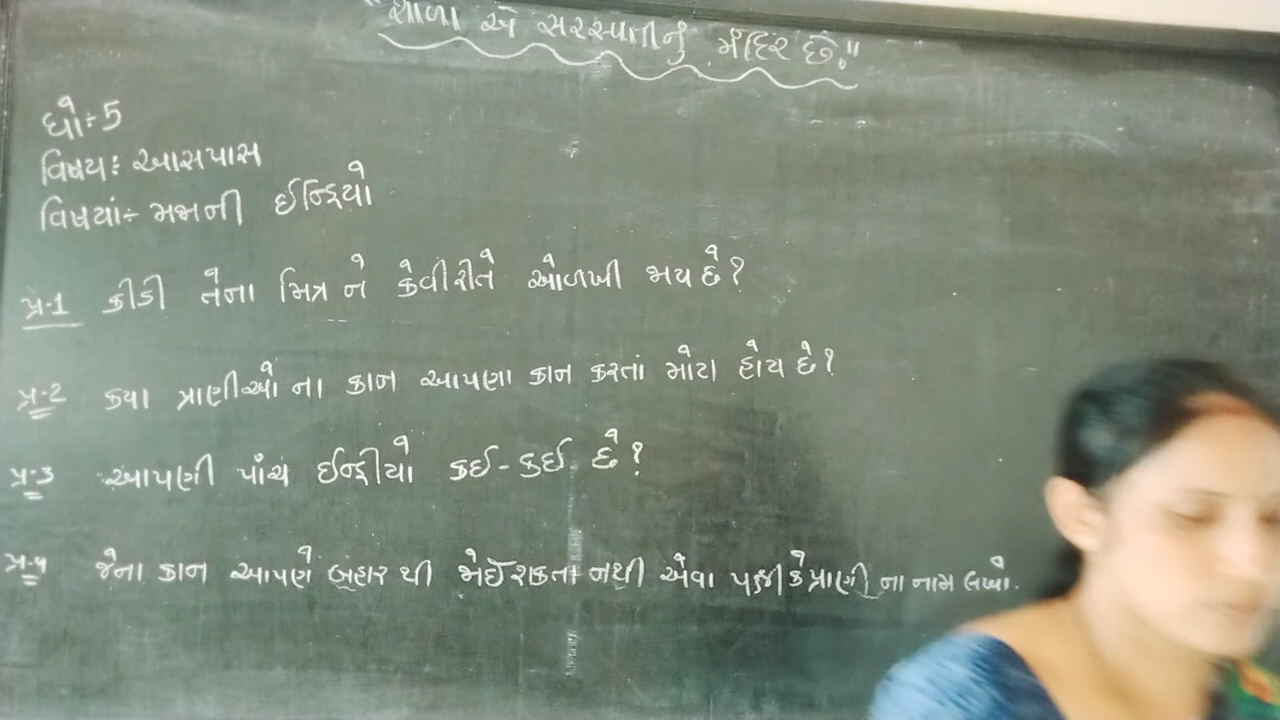 "શાળા એ સરસ્વતીનું મંદિર છે."
ધો÷5
વિષય÷ આસપાસ
વિષયાં÷ મજાની ઈન્દ્રિયો
પ્ર-1 કીડી તેના મિત્ર ને કેવીરીતે ઓળખી જાય છે?
પ્ર-2 કયા પ્રાણીઓ ના કાન આપણા કાન કરતાં મોટા હોય છે?
પ્ર-3 આપણી પાંચ ઈન્દ્રીયો કઈ-કઈ છે?
પ્ર-૪ જેના કાન આપણે બહાર થી જોઈ શકતા નથી એવા પક્ષી કે પ્રાણી ના નામ લખો.